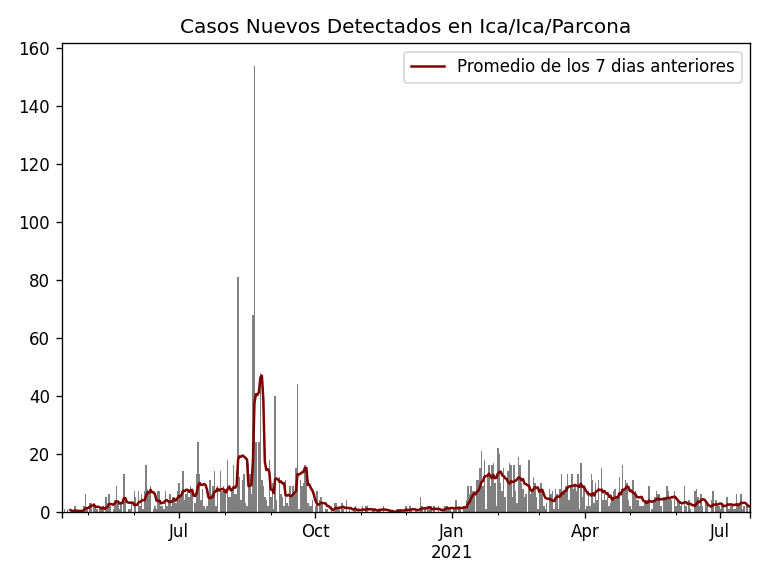 Casos Nuevos Detectados en Ica/Ica/Parcona
Promedio de los 7 dias anteriores
160
140
120
100
80
60
40
20
0
Jul
Oct
Jan
2021
Apr
Jul